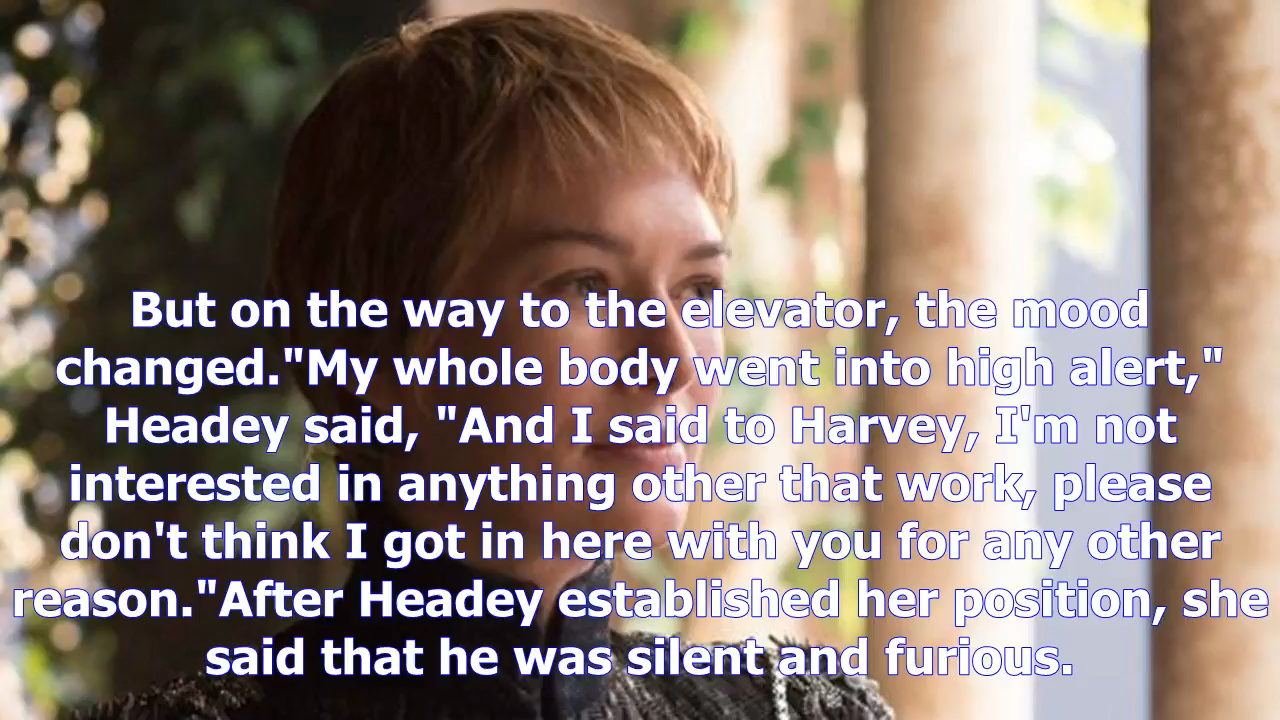 But on the way to the elevator, the mood
changed."My whole body went into high alert,"
Headey said, "And I said to Harvey, I'm not
interested in anything other that work, please
don't think I got in here with you for any other
reason."After Headey established her position, she
said that he was silent and furious.